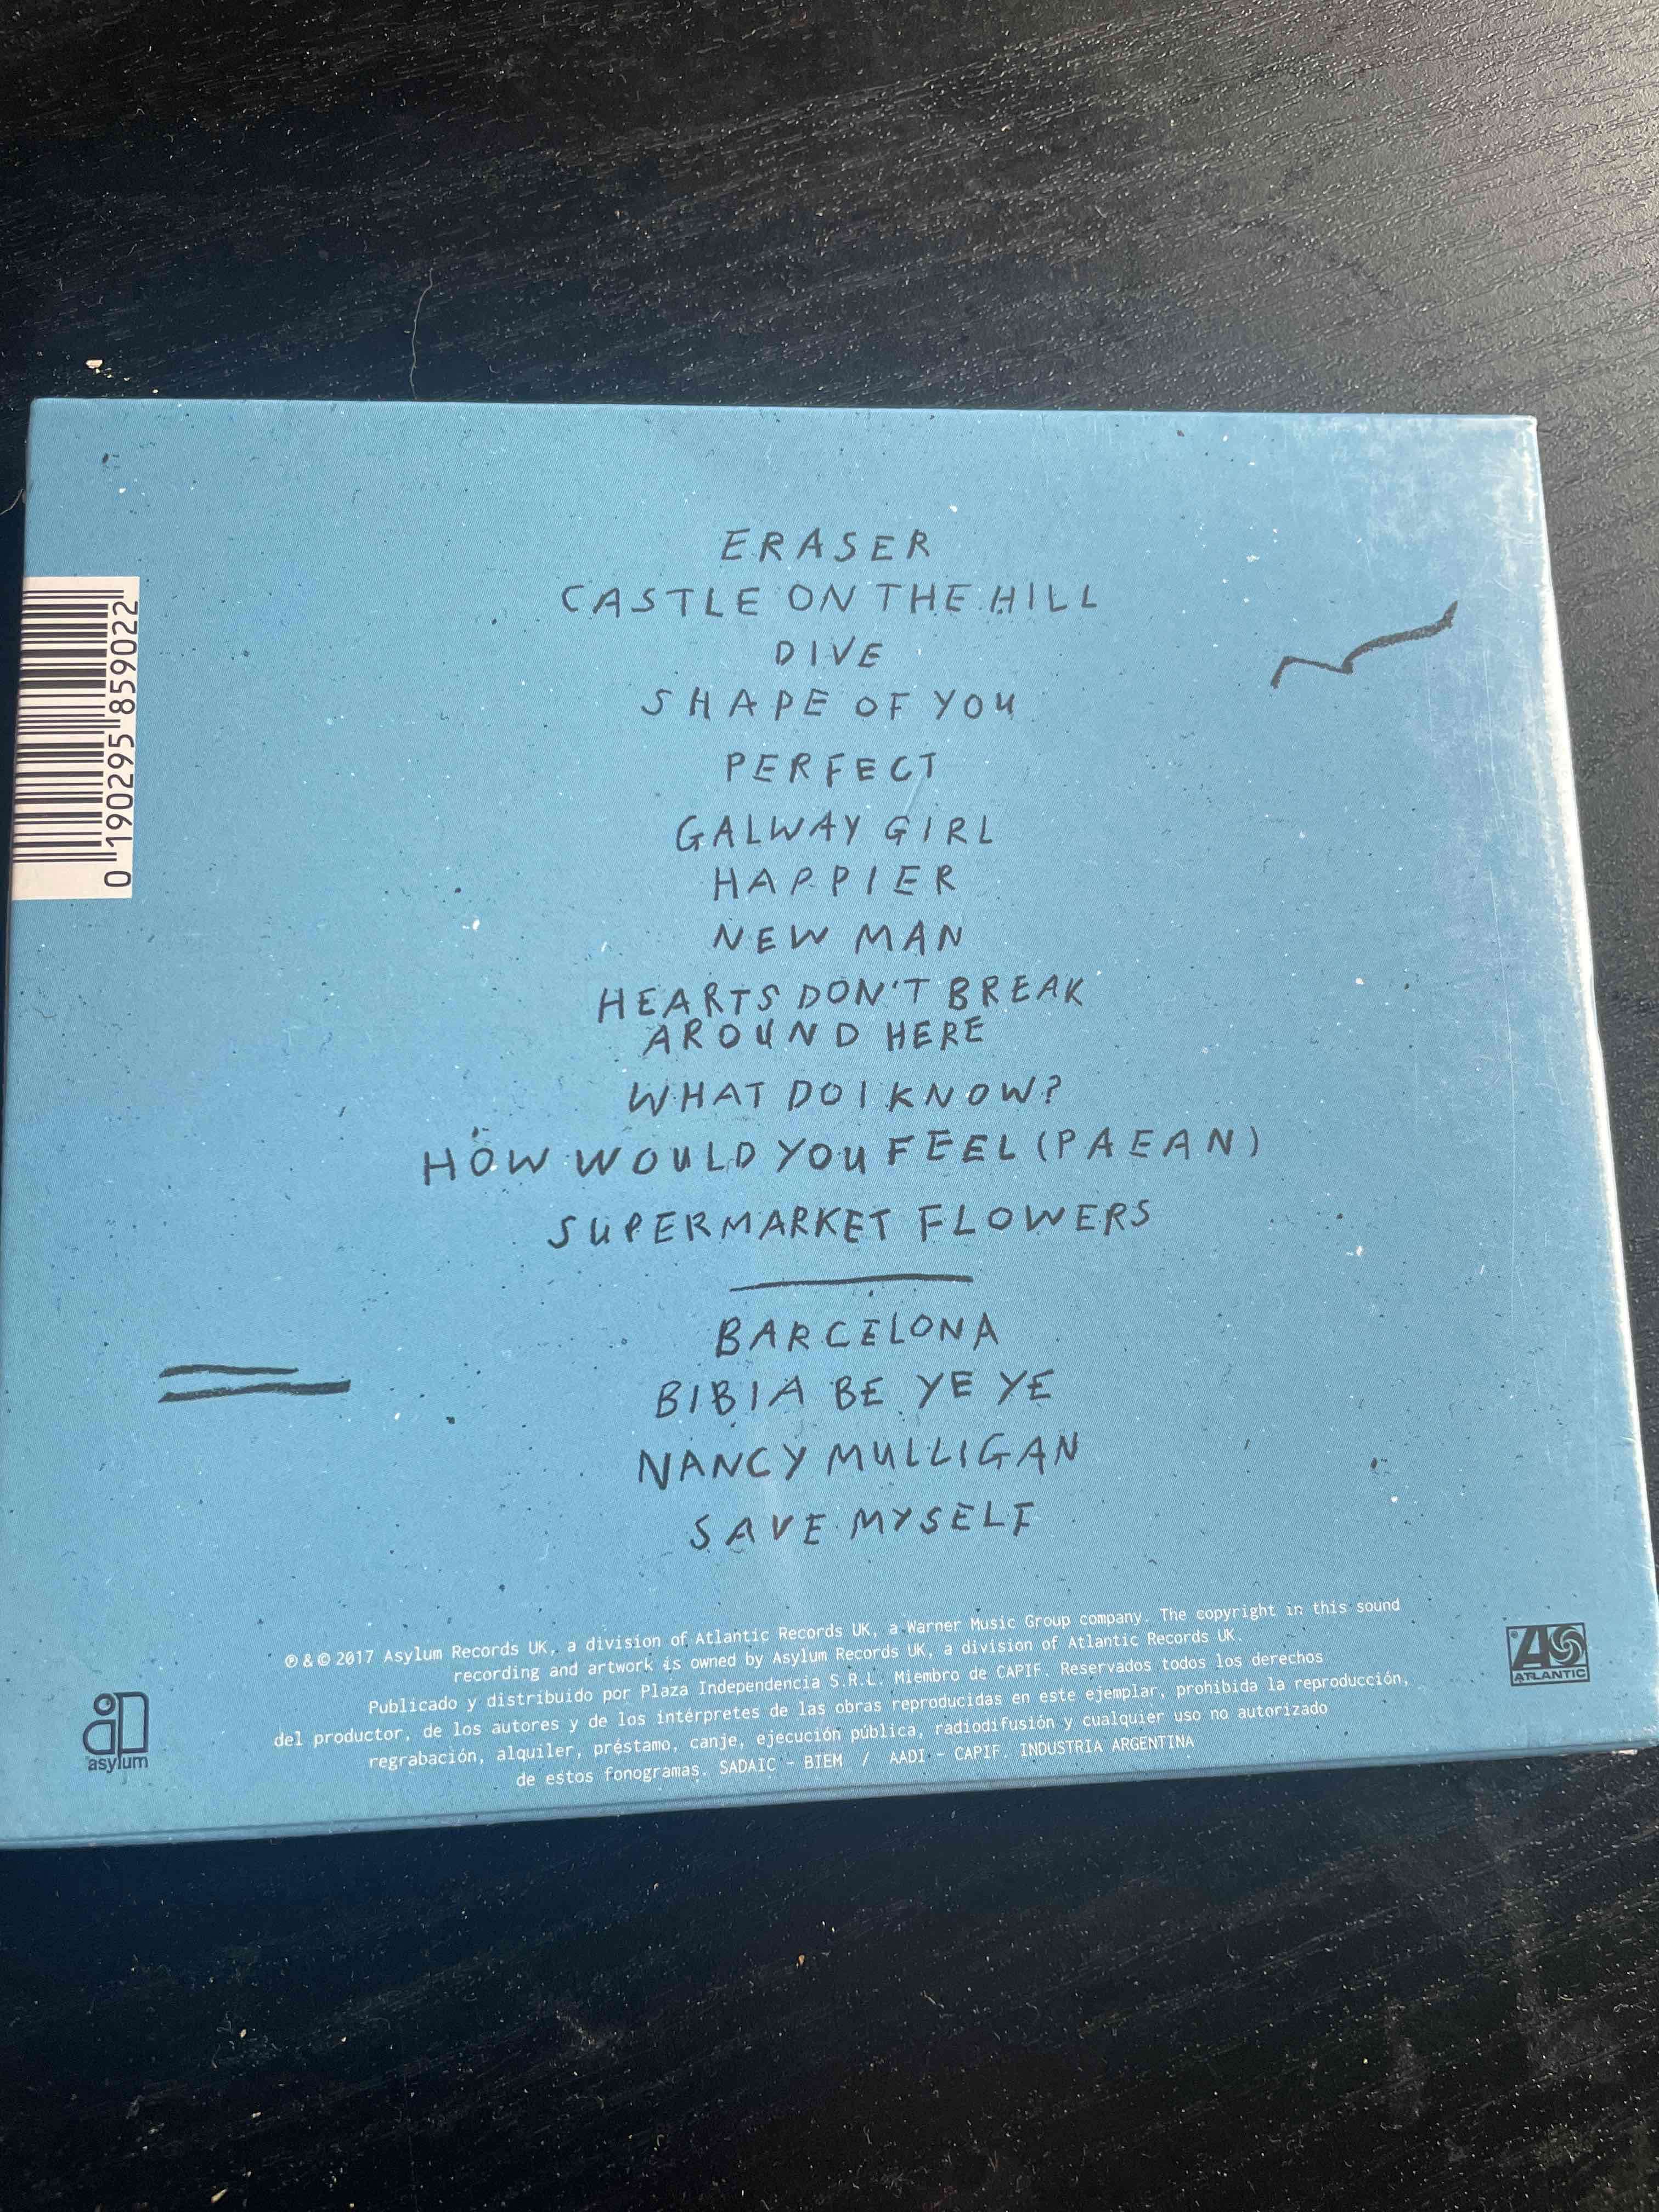 ERASER
CASTLE ON THE HILL
DIVE
SHAPE OF YOU
PERFECT
GALWAY GIRL
HAPPIER
NEW MAN
HEARTS DON'T BREAK
AROUND HERE
WHAT DO I KNOW?
HOW WOULD YOU FEEL (PAEAN)
SUPERMARKET FLOWERS
BARCELONA
BIBIA BE YE YE
NANCY MULLIGAN
SAVE MYSELF
0 190295 859022
℗ & © 2017 Asylum Records UK, a division of Atlantic Records UK, a Warner Music Group company. The copyright in this sound
recording and artwork is owned by Asylum Records UK, a division of Atlantic Records UK.
Publicado y distribuido por Plaza Independencia S.R.L. Miembro de CAPIF. Reservados todos los derechos
del productor, de los autores y de los intérpretes de las obras reproducidas en este ejemplar, prohibida la reproducción,
regrabación, alquiler, préstamo, canje, ejecución pública, radiodifusión y cualquier uso no autorizado
de estos fonogramas. SADAIC - BIEM / AADI - CAPIF. INDUSTRIA ARGENTINA
asylum
ATLANTIC